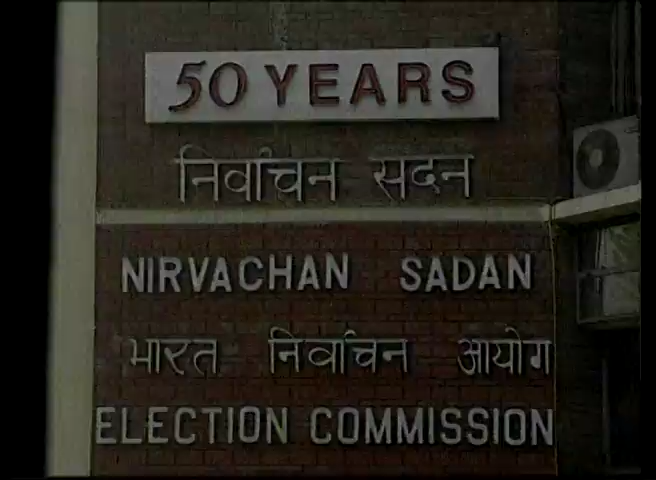 50 YEARS
निर्वाचन सदन
NIRVACHAN SADAN
भारत निर्वाचन आयोग
ELECTION COMMISSION